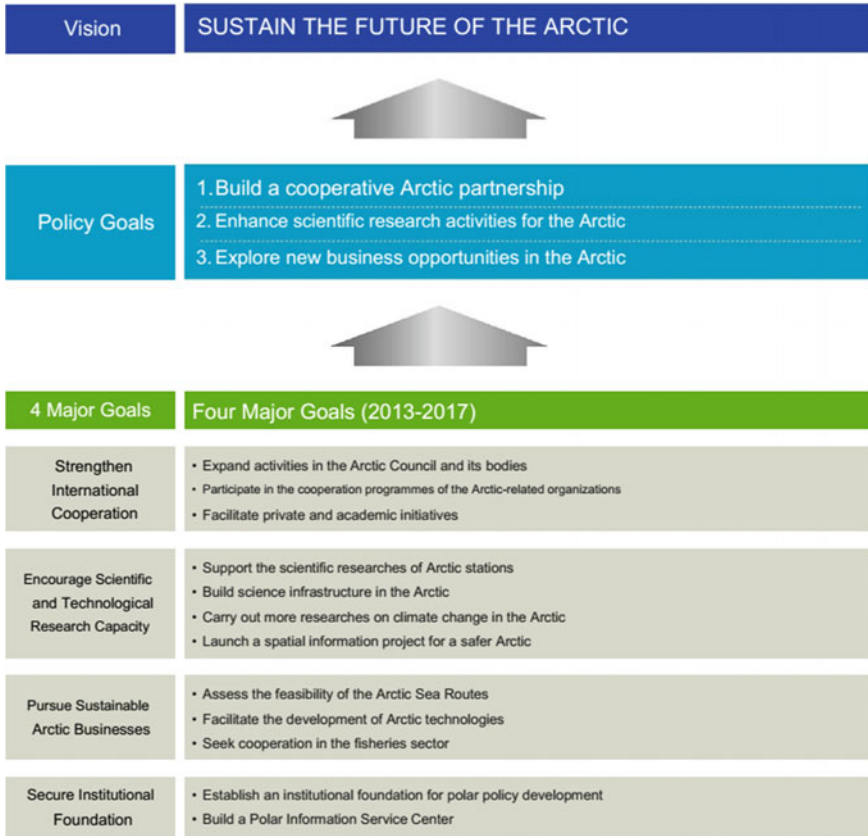 Vision
SUSTAIN THE FUTURE OF THE ARCTIC
Policy Goals
1. Build a cooperative Arctic partnership
2. Enhance scientific research activities for the Arctic
3. Explore new business opportunities in the Arctic
4 Major Goals
Four Major Goals (2013-2017)
Strengthen
International
Cooperation
• Expand activities in the Arctic Council and its bodies
• Participate in the cooperation programmes of the Arctic-related organizations
• Facilitate private and academic initiatives
Encourage Scientific
and Technological
Research Capacity
• Support the scientific researches of Arctic stations
• Build science infrastructure in the Arctic
• Carry out more researches on climate change in the Arctic
• Launch a spatial information project for a safer Arctic
Pursue Sustainable
Arctic Businesses
• Assess the feasibility of the Arctic Sea Routes
• Facilitate the development of Arctic technologies
• Seek cooperation in the fisheries sector
Secure Institutional
Foundation
• Establish an institutional foundation for polar policy development
• Build a Polar Information Service Center